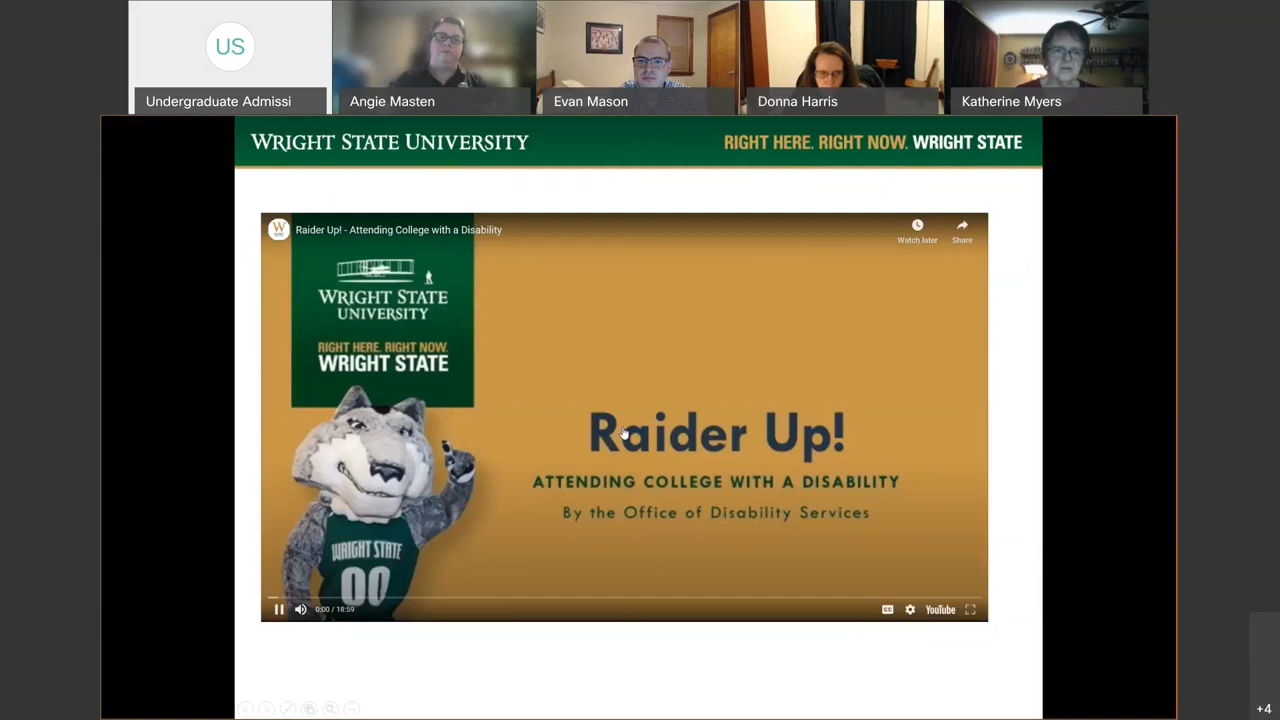 US
Undergraduate Admissi
Angie Masten
Evan Mason
Donna Harris
Katherine Myers
WRIGHT STATE UNIVERSITY
RIGHT HERE. RIGHT NOW. WRIGHT STATE
W
Raider Up! - Attending College with a Disability
Watch later
Share
WRIGHT STATE
UNIVERSITY
RIGHT HERE. RIGHT NOW.
WRIGHT STATE
Raider Up!
ATTENDING COLLEGE WITH A DISABILITY
By the Office of Disability Services
WRIGHT STATE
00
0:00 / 18:59
CC
YouTube
+4